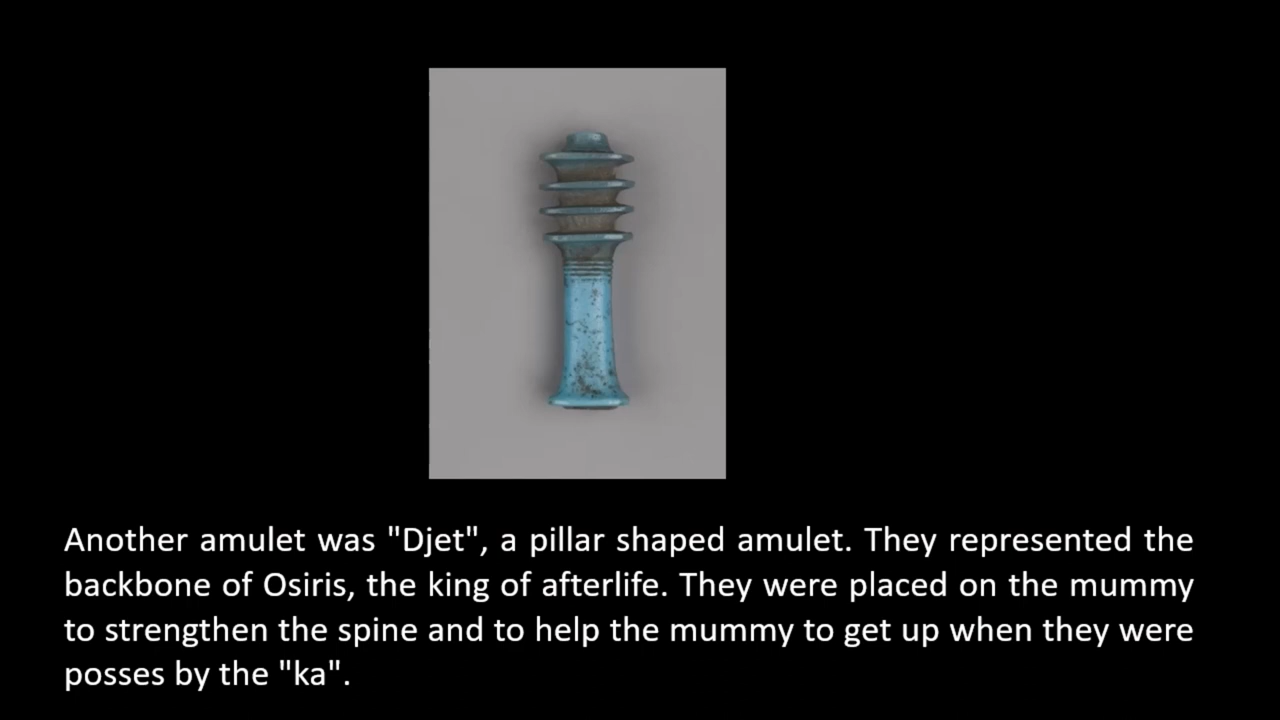 Another amulet was "Djet", a pillar shaped amulet. They represented the
backbone of Osiris, the king of afterlife. They were placed on the mummy
to strengthen the spine and to help the mummy to get up when they were
posses by the "ka".